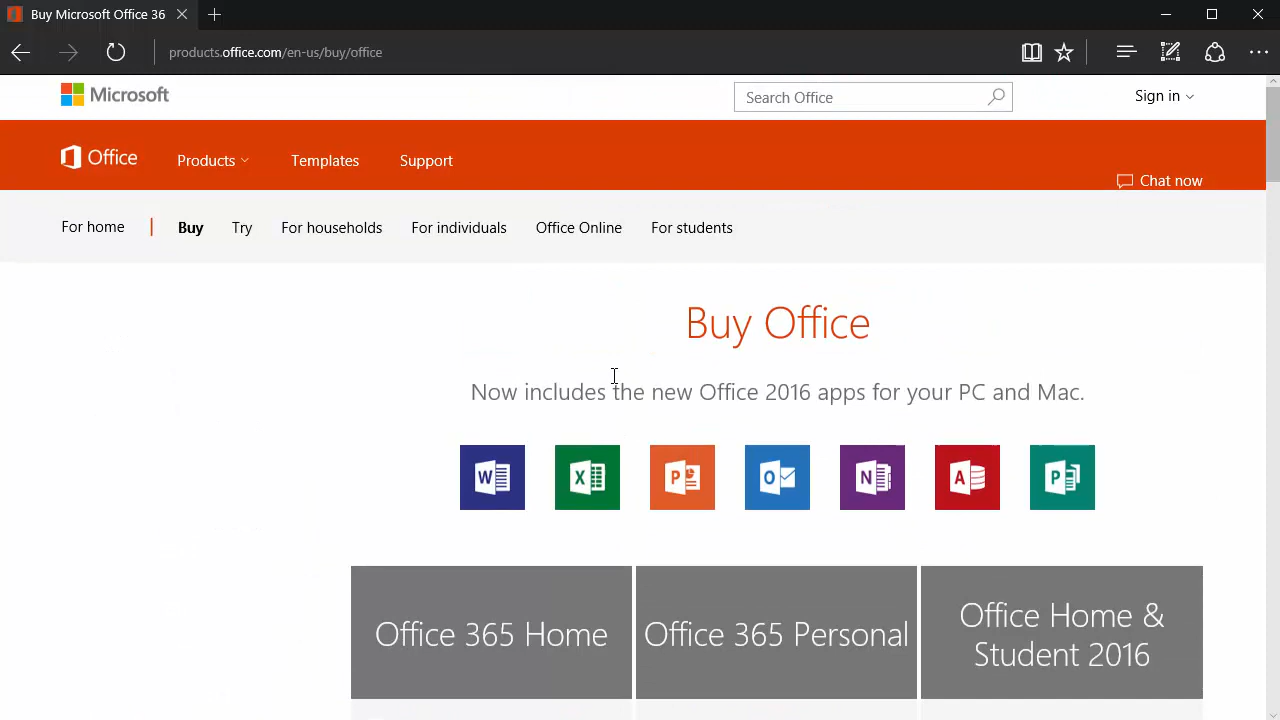 Buy Microsoft Office 36
products.office.com/en-us/buy/office
Microsoft
Search Office
Sign in
Office
Products
Templates
Support
Chat now
For home
Buy
Try
For households
For individuals
Office Online
For students
Buy Office
Now includes the new Office 2016 apps for your PC and Mac.
W
X
P
O
N
A
P
Office 365 Home
Office 365 Personal
Office Home &
Student 2016